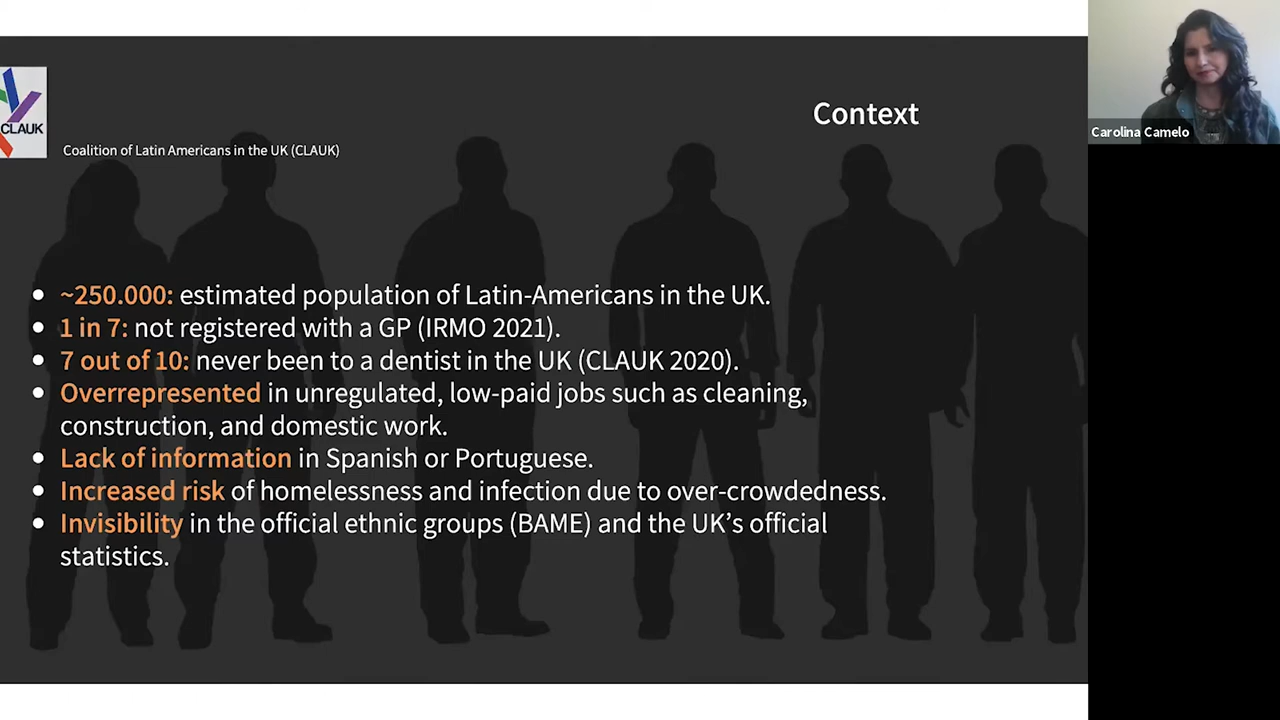 Context
CLAUK
Coalition of Latin Americans in the UK (CLAUK)
• ~250.000: estimated population of Latin-Americans in the UK.
• 1 in 7: not registered with a GP (IRMO 2021).
• 7 out of 10: never been to a dentist in the UK (CLAUK 2020).
• Overrepresented in unregulated, low-paid jobs such as cleaning,
construction, and domestic work.
• Lack of information in Spanish or Portuguese.
• Increased risk of homelessness and infection due to over-crowdedness.
• Invisibility in the official ethnic groups (BAME) and the UK’s official
statistics.
Carolina Camelo